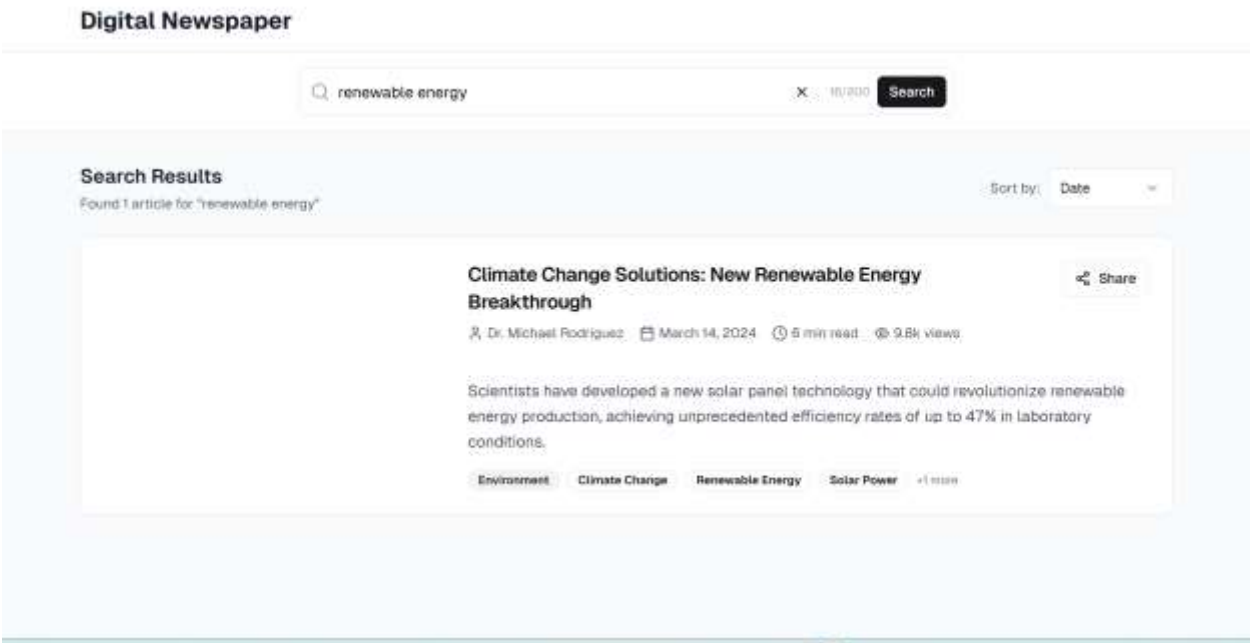 Digital Newspaper
renewable energy
Search
Search Results
Found 1 article for "renewable energy"
Sort by:
Date
Climate Change Solutions: New Renewable Energy
Breakthrough
Share
Dr. Michael Rodriguez March 14, 2024 6 min read 9.8k views
Scientists have developed a new solar panel technology that could revolutionize renewable
energy production, achieving unprecedented efficiency rates of up to 47% in laboratory
conditions.
Environment Climate Change Renewable Energy Solar Power +1 more